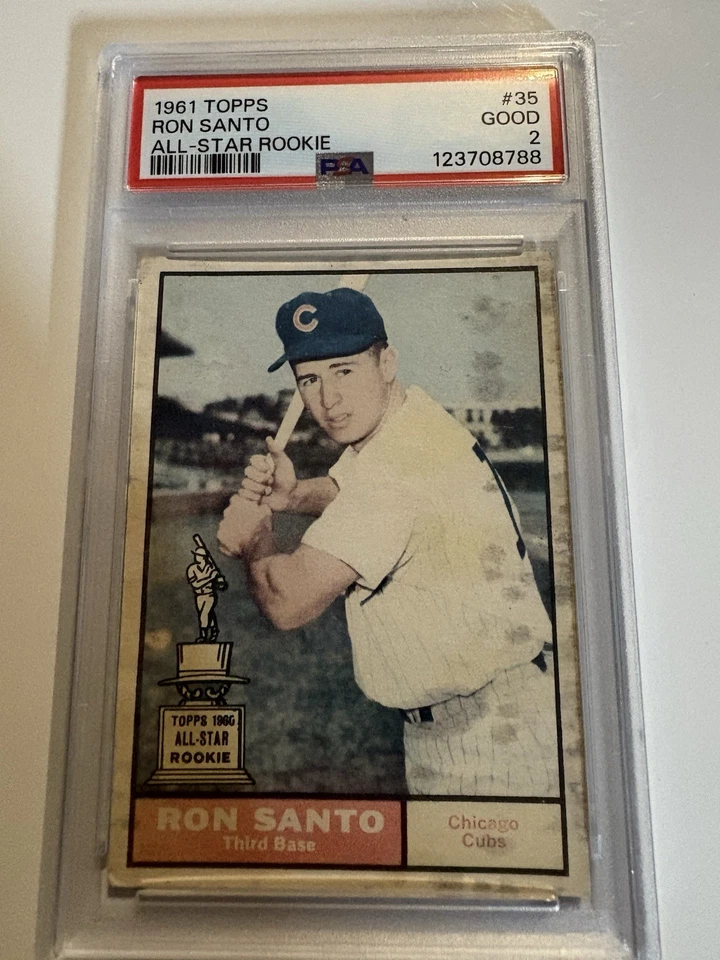 1961 TOPPS #35
RON SANTO GOOD
ALL-STAR ROOKIE 2
PSA 123708788
C
TOPPS 1960
ALL-STAR
ROOKIE
RON SANTO
Third Base
Chicago
Cubs